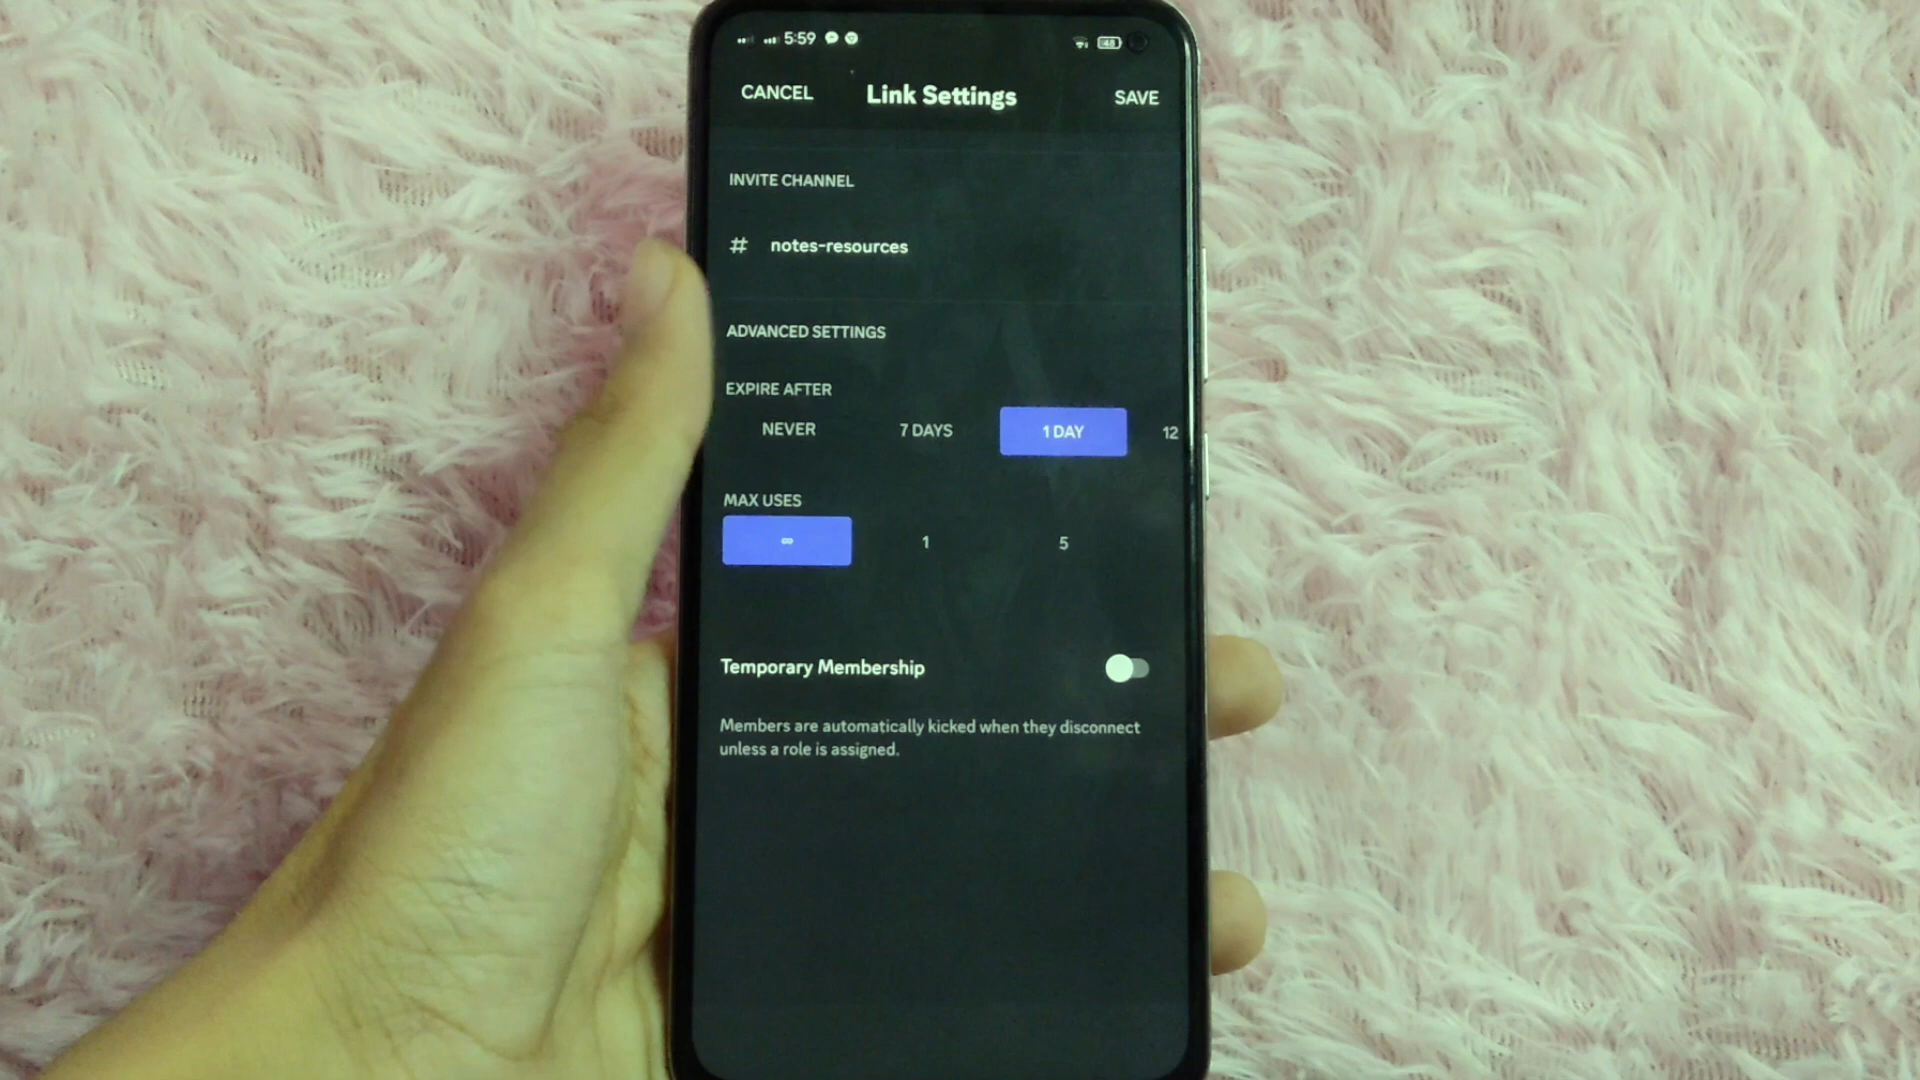 5:59 48
CANCEL Link Settings SAVE
INVITE CHANNEL
# notes-resources
ADVANCED SETTINGS
EXPIRE AFTER
NEVER 7 DAYS 1 DAY 12
MAX USES
∞ 1 5
Temporary Membership
Members are automatically kicked when they disconnect
unless a role is assigned.